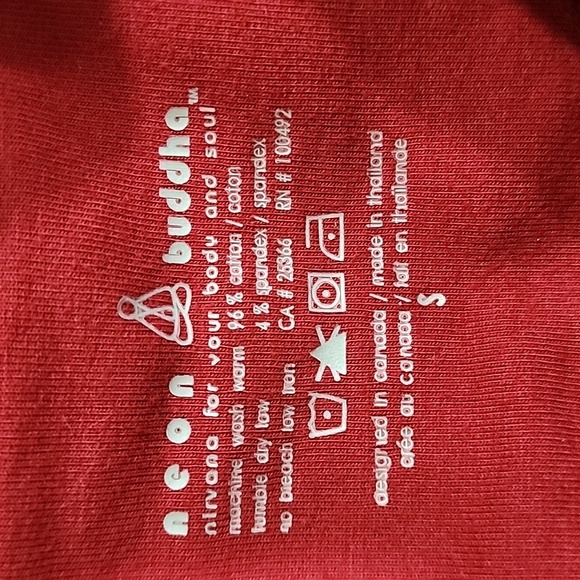 neon buddha™
nirvana for your body and soul
machine wash warm 96% cotton / coton
tumble dry low 4% spandex / spandex
no bleach low iron CA # 26366 RN # 100492
designed in canada / made in thailand
crée au canada / fait en thaïlande
S